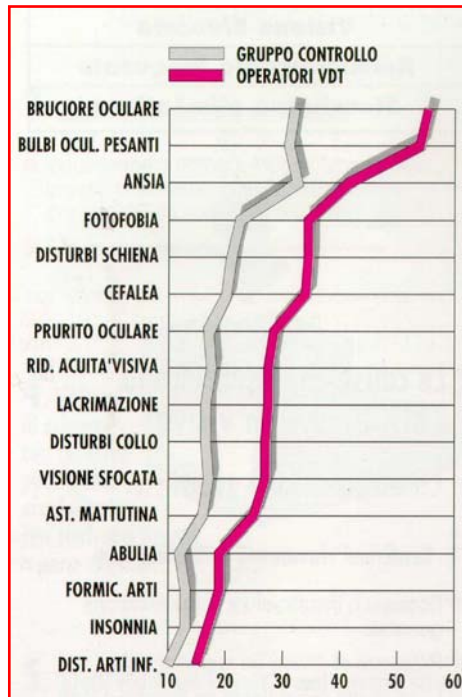 GRUPPO CONTROLLO
OPERATORI VDT
BRUCIORE OCULARE
BULBI OCUL. PESANTI
ANSIA
FOTOFOBIA
DISTURBI SCHIENA
CEFALEA
PRURITO OCULARE
RID. ACUITA'VISIVA
LACRIMAZIONE
DISTURBI COLLO
VISIONE SFOCATA
AST. MATTUTINA
ABULIA
FORMIC. ARTI
INSONNIA
DIST. ARTI INF.
10 20 30 40 50 60